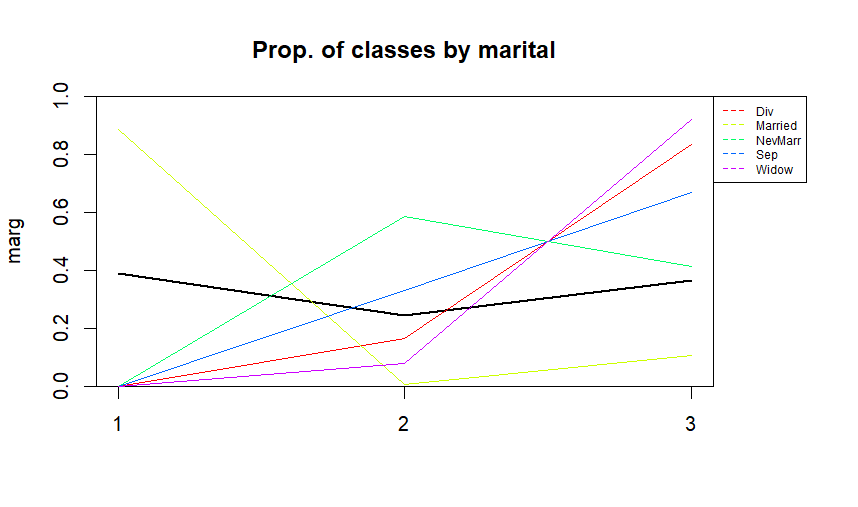 Prop. of classes by marital
marg
1.0
0.8
0.6
0.4
0.2
0.0
1
2
3
Div
Married
NevMarr
Sep
Widow